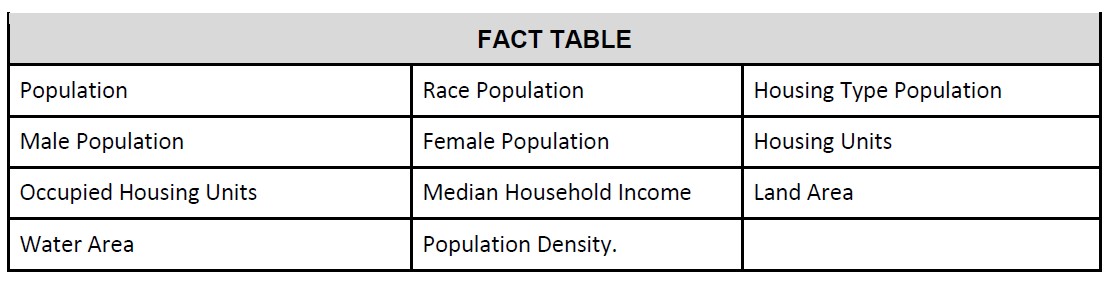 FACT TABLE
Population Race Population Housing Type Population
Male Population Female Population Housing Units
Occupied Housing Units Median Household Income Land Area
Water Area Population Density.